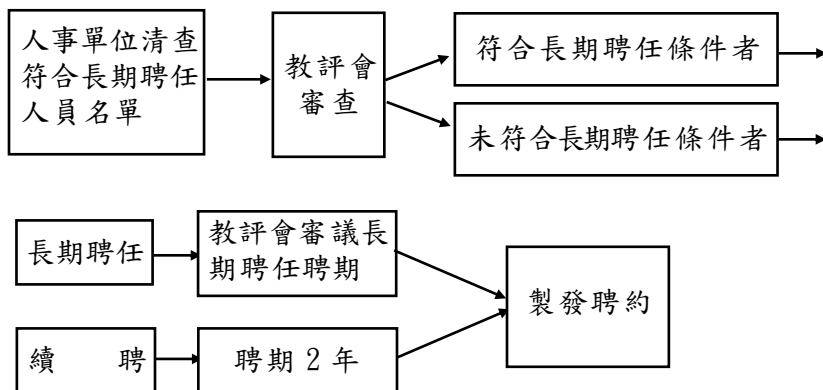 人事單位清查
符合長期聘任
人員名單
教評會
審查
符合長期聘任條件者
未符合長期聘任條件者
長期聘任
教評會審議長
期聘任聘期
製發聘約
續 聘
聘期2年